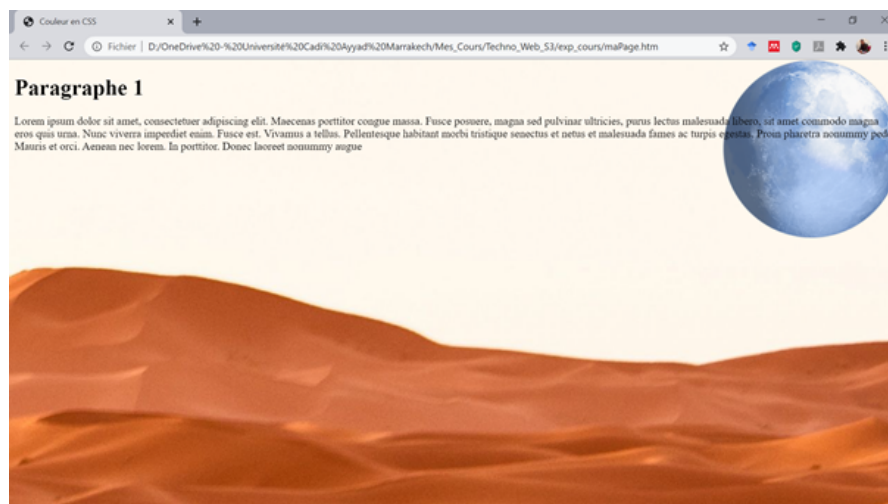 Couleur en CSS
Fichier | D:/OneDrive%20-%20Université%20Cadi%20Ayyad%20Marrakech/Mes_Cours/Techno_Web_S3/exp_cours/maPage.htm
Paragraphe 1
Lorem ipsum dolor sit amet, consectetuer adipiscing elit. Maecenas porttitor congue massa. Fusce posuere, magna sed pulvinar ultricies, purus lectus malesuada libero, sit amet commodo magna
eros quis urna. Nunc viverra imperdiet enim. Fusce est. Vivamus a tellus. Pellentesque habitant morbi tristique senectus et netus et malesuada fames ac turpis egestas. Proin pharetra nonummy pede
Mauris et orci. Aenean nec lorem. In porttitor. Donec laoreet nonummy augue